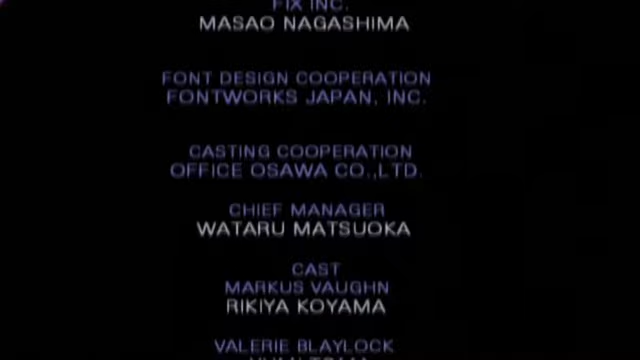 FIX INC.
MASAO NAGASHIMA
FONT DESIGN COOPERATION
FONTWORKS JAPAN, INC.
CASTING COOPERATION
OFFICE OSAWA CO.,LTD.
CHIEF MANAGER
WATARU MATSUOKA
CAST
MARKUS VAUGHN
RIKIYA KOYAMA
VALERIE BLAYLOCK